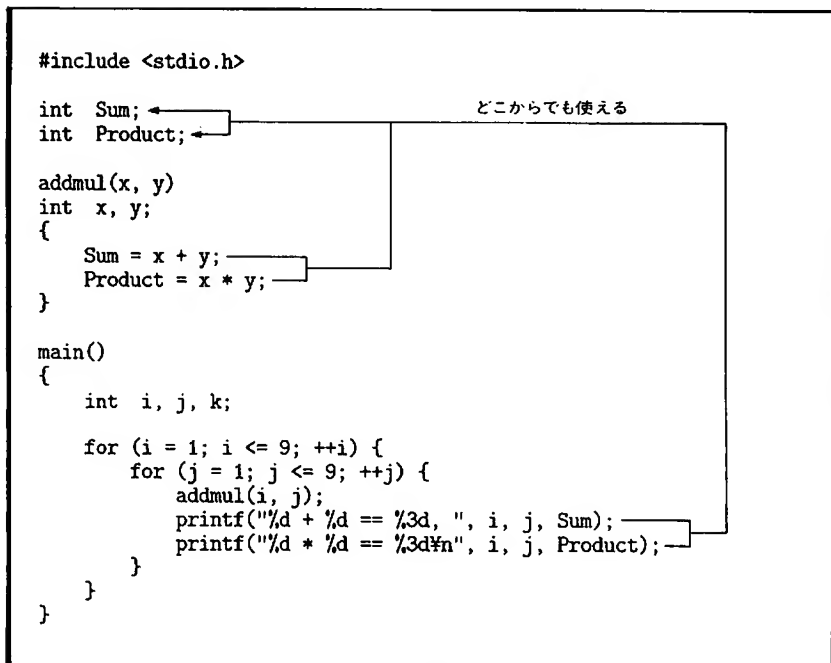 #include <stdio.h>
int  Sum;
どこからでも使える
int  Product;
addmul(x, y)
int  x, y;
{
    Sum = x + y;
    Product = x * y;
}
main()
{
    int  i, j, k;
    for (i = 1; i <= 9; ++i) {
        for (j = 1; j <= 9; ++j) {
            addmul(i, j);
            printf("%d + %d == %3d, ", i, j, Sum);
            printf("%d * %d == %3d¥n", i, j, Product);
        }
    }
}